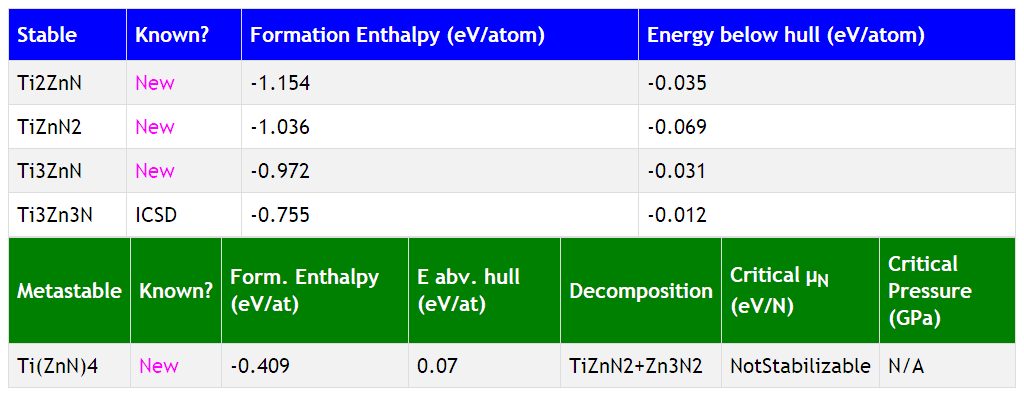 Stable Known? Formation Enthalpy (eV/atom) Energy below hull (eV/atom)
Ti2ZnN New -1.154 -0.035
TiZnN2 New -1.036 -0.069
Ti3ZnN New -0.972 -0.031
Ti3Zn3N ICSD -0.755 -0.012
Metastable Known? Form. Enthalpy (eV/at) E abv. hull (eV/at) Decomposition Critical μN (eV/N) Critical Pressure (GPa)
Ti(ZnN)4 New -0.409 0.07 TiZnN2+Zn3N2 NotStabilizable N/A